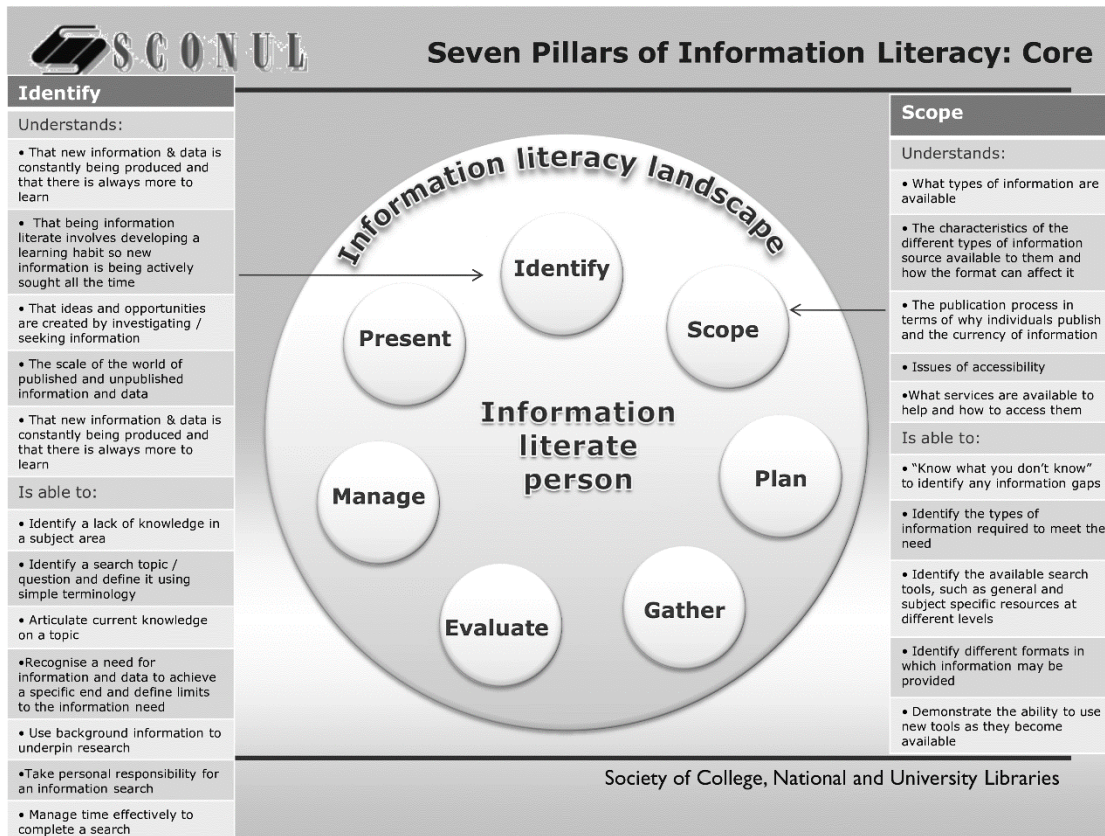 SCONUL
Seven Pillars of Information Literacy: Core
Identify
Understands:
• That new information & data is
constantly being produced and
that there is always more to
learn
• That being information
literate involves developing a
learning habit so new
information is being actively
sought all the time
• That ideas and opportunities
are created by investigating /
seeking information
• The scale of the world of
published and unpublished
information and data
• That new information & data is
constantly being produced and
that there is always more to
learn
Is able to:
• Identify a lack of knowledge in
a subject area
• Identify a search topic /
question and define it using
simple terminology
• Articulate current knowledge
on a topic
•Recognise a need for
information and data to achieve
a specific end and define limits
to the information need
• Use background information to
underpin research
•Take personal responsibility for
an information search
• Manage time effectively to
complete a search
Information literacy landscape
Identify
Scope
Plan
Gather
Evaluate
Manage
Present
Information
literate
person
Scope
Understands:
• What types of information are
available
• The characteristics of the
different types of information
source available to them and
how the format can affect it
• The publication process in
terms of why individuals publish
and the currency of information
• Issues of accessibility
•What services are available to
help and how to access them
Is able to:
• “Know what you don’t know”
to identify any information gaps
• Identify the types of
information required to meet the
need
• Identify the available search
tools, such as general and
subject specific resources at
different levels
• Identify different formats in
which information may be
provided
• Demonstrate the ability to use
new tools as they become
available
Society of College, National and University Libraries